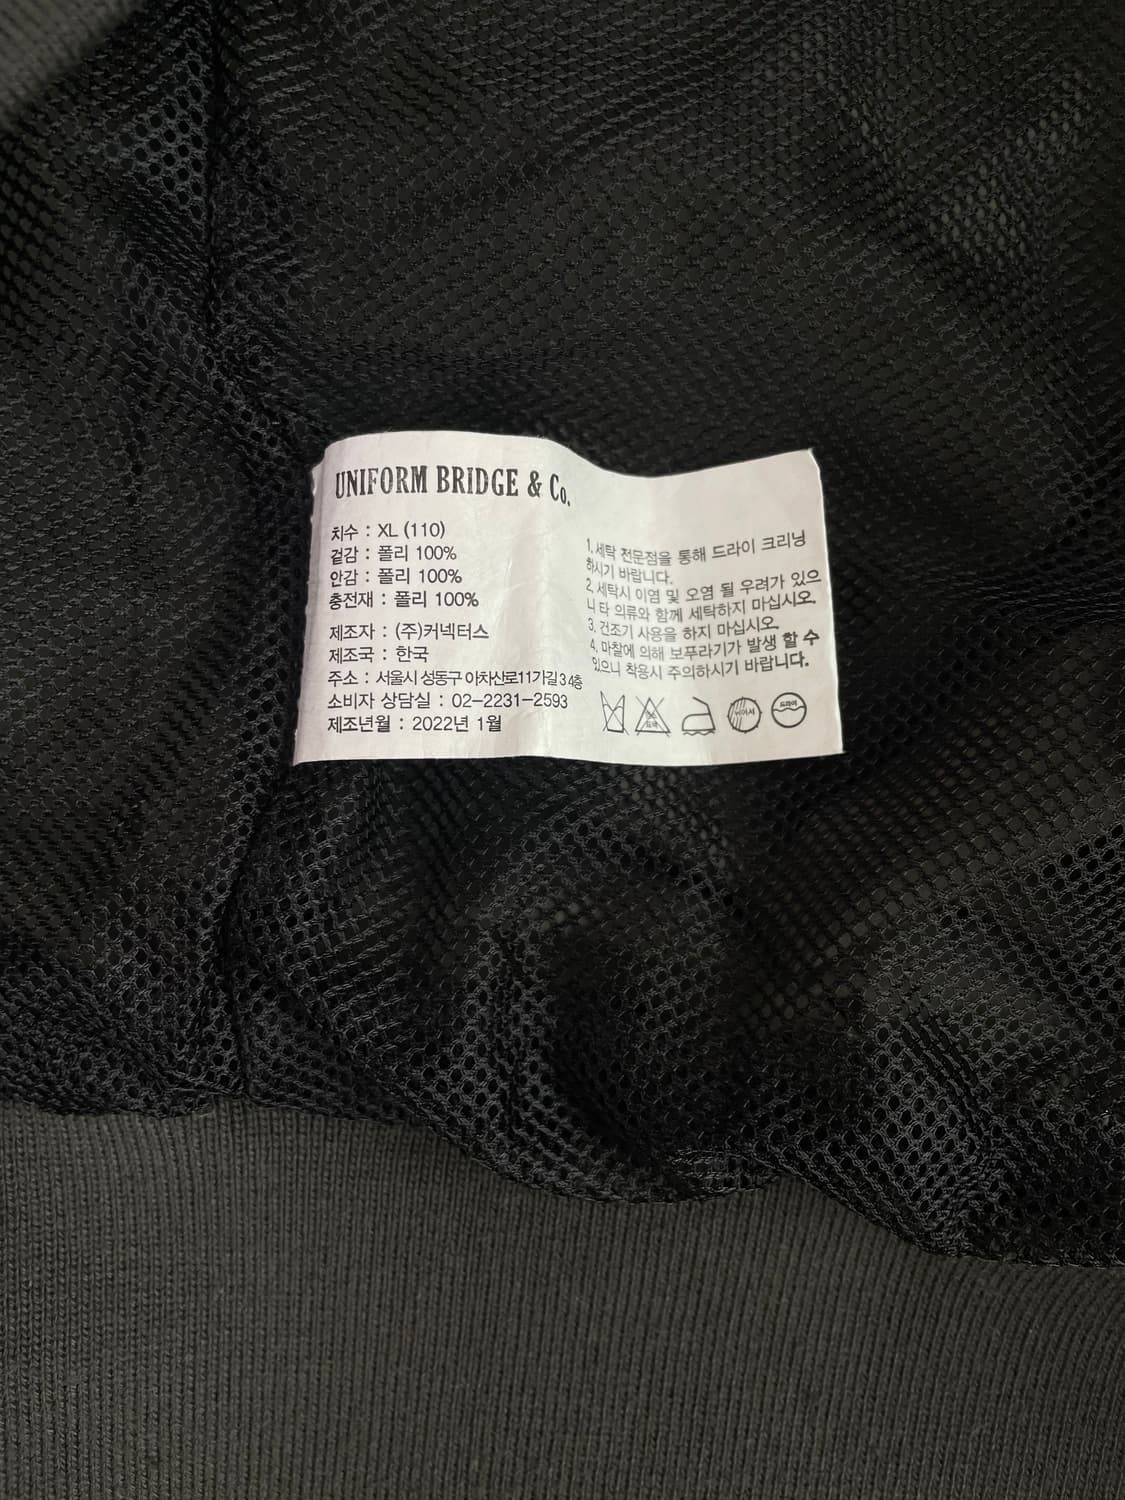 UNIFORM BRIDGE & Co.
치수 : XL (110)
겉감 : 폴리 100%
안감 : 폴리 100%
충전재 : 폴리 100%
제조자 : (주)커넥터스
제조국 : 한국
주소 : 서울시 성동구 아차산로11가길 3 4층
소비자 상담실 : 02-2231-2593
제조년월 : 2022년 1월
1. 세탁 전문점을 통해 드라이 크리닝
하시기 바랍니다.
2. 세탁시 이염 및 오염 될 우려가 있으
니 타 의류와 함께 세탁하지 마십시오.
3. 건조기 사용을 하지 마십시오.
4. 마찰에 의해 보푸라기가 발생 할 수
있으니 착용시 주의하시기 바랍니다.
드라이